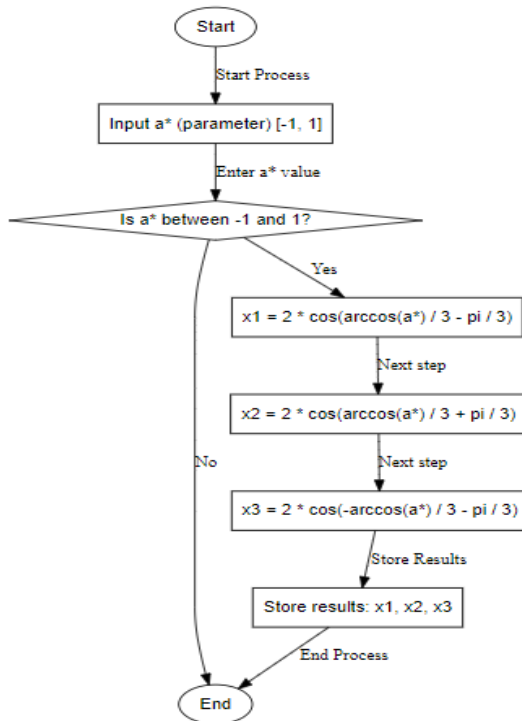 Start
Start Process
Input a* (parameter) [-1, 1]
Enter a* value
Is a* between -1 and 1?
Yes
x1 = 2 * cos(arccos(a*) / 3 - pi / 3)
Next step
x2 = 2 * cos(arccos(a*) / 3 + pi / 3)
No
Next step
x3 = 2 * cos(-arccos(a*) / 3 - pi / 3)
Store Results
Store results: x1, x2, x3
End Process
End